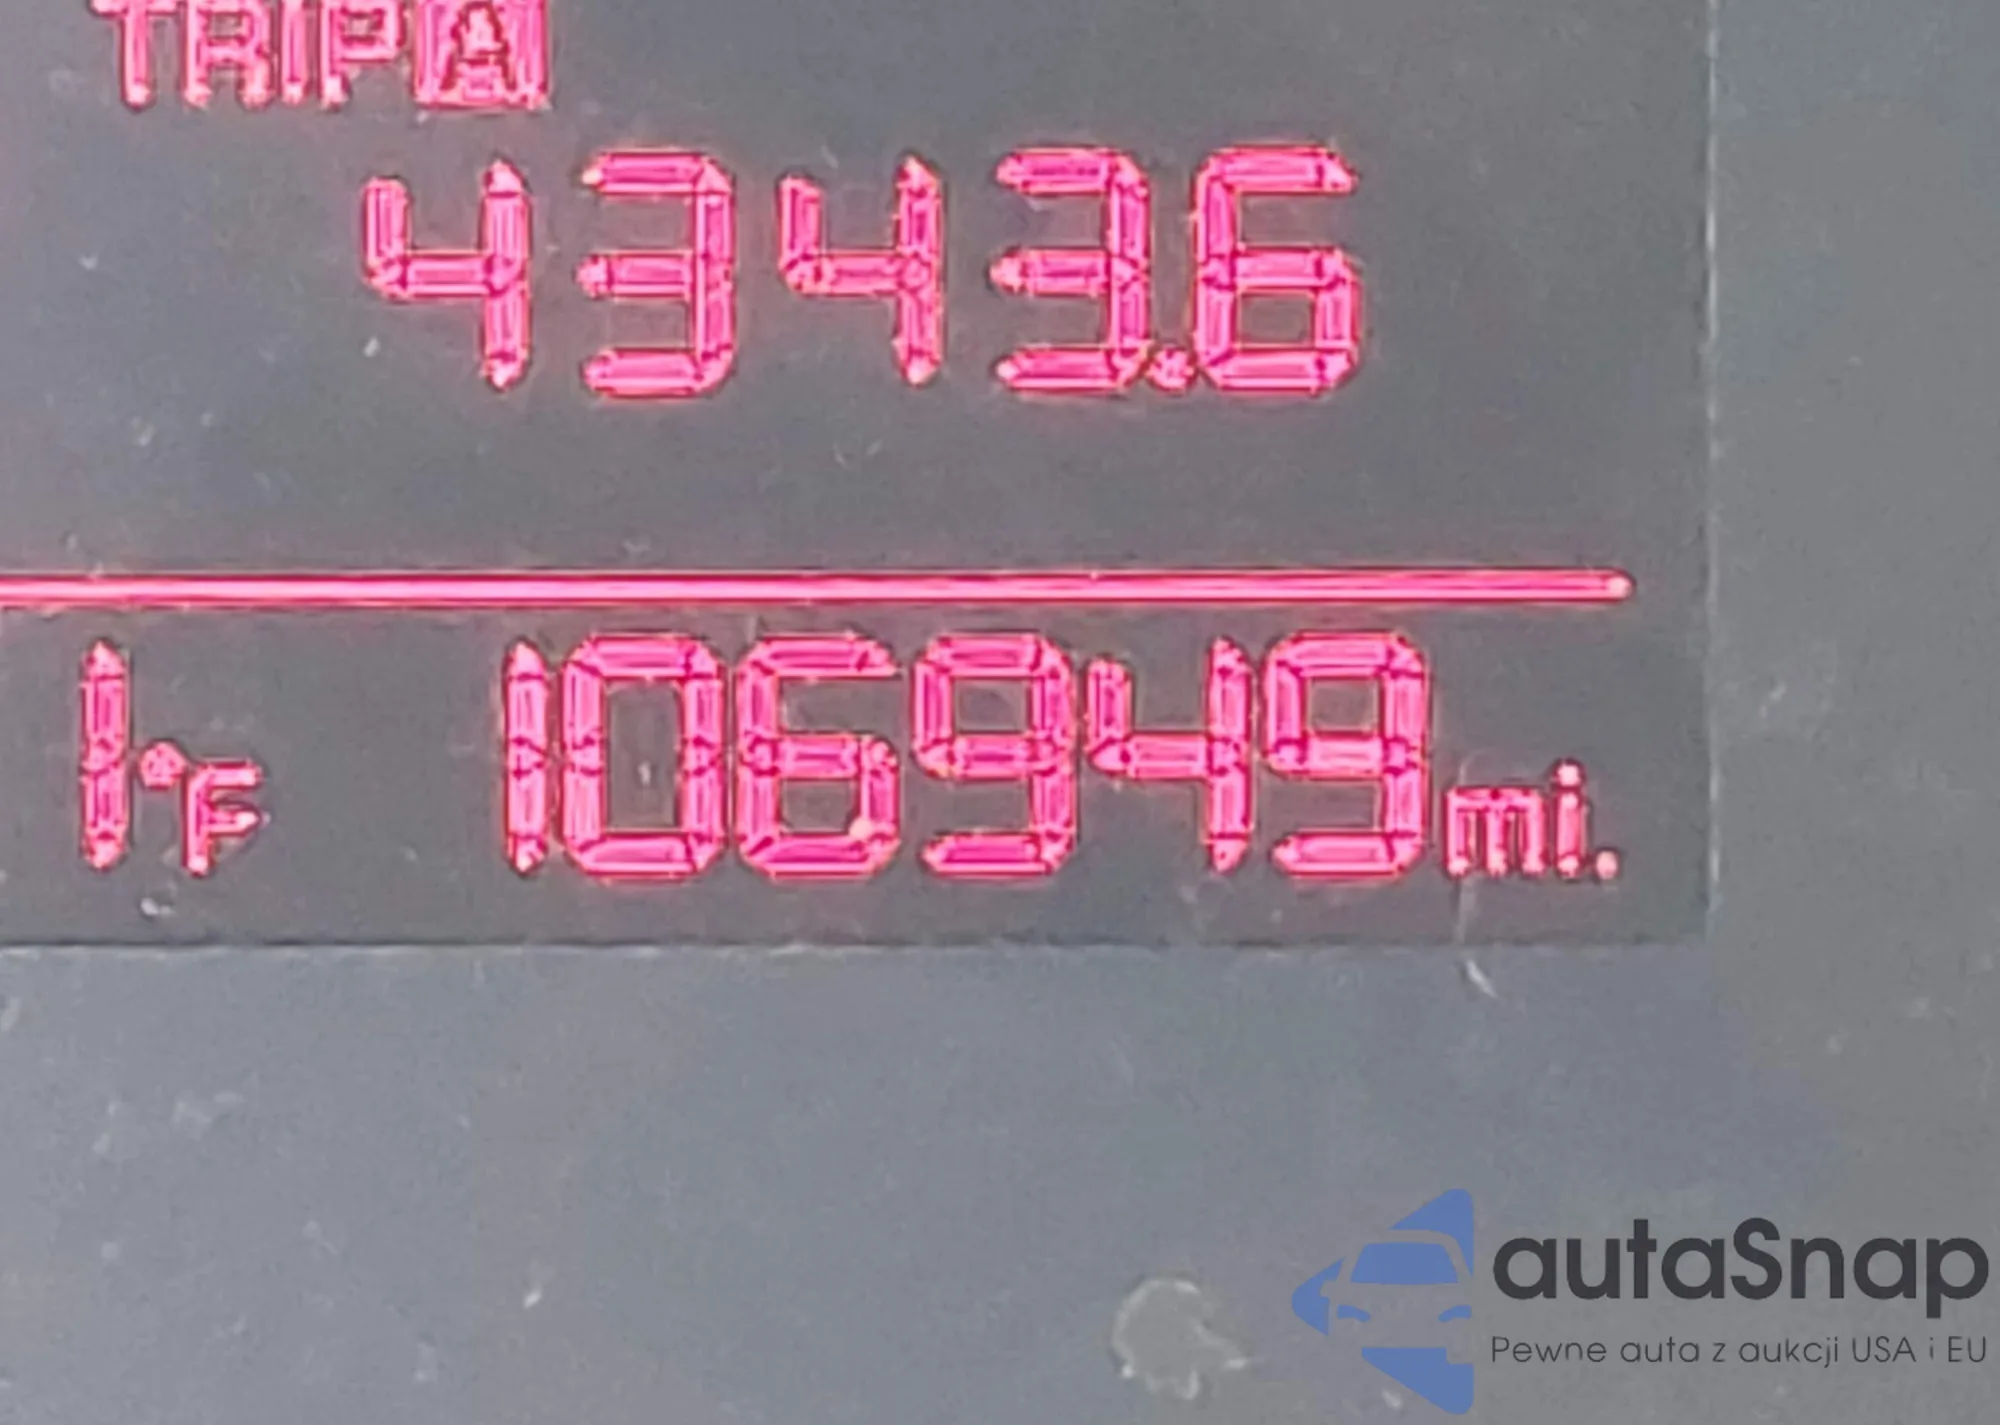 TRIP A
4343.6
1°F 106949 mi.
autaSnap
Pewne auta z aukcji USA i EU